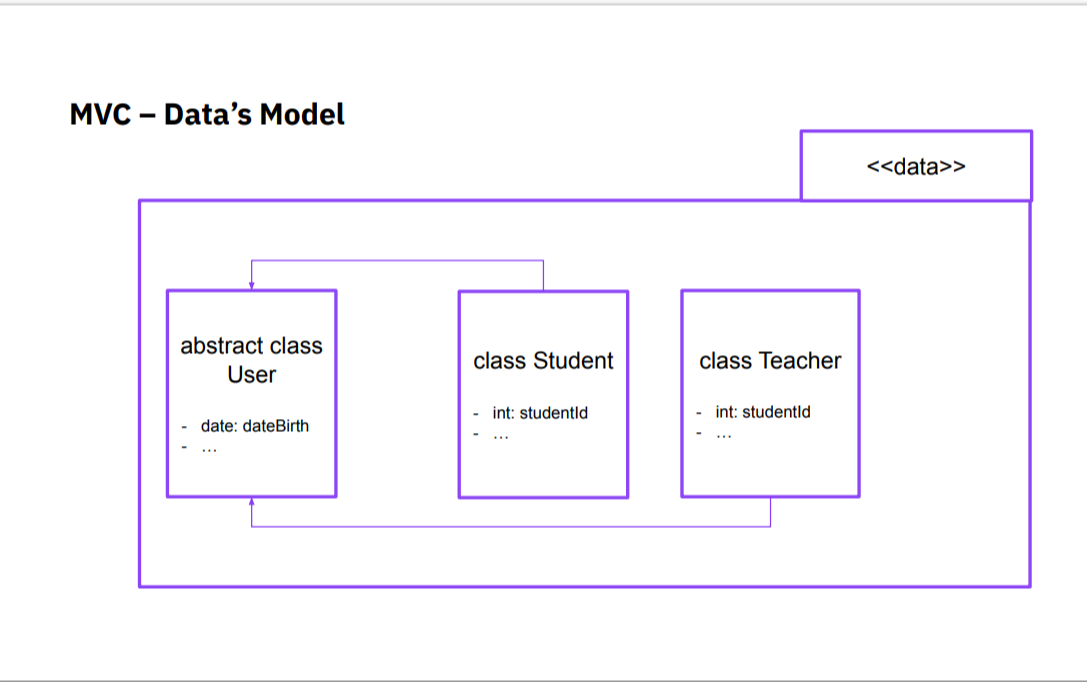 MVC – Data’s Model
<<data>>
abstract class
User
- date: dateBirth
- ...
class Student
- int: studentId
- ...
class Teacher
- int: studentId
- ...